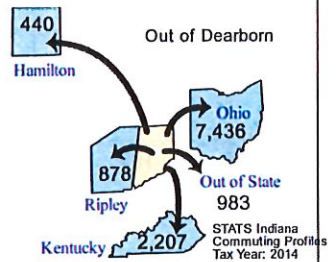 440
Out of Dearborn
Hamilton
Ohio
7,436
878
Out of State
983
Ripley
Kentucky
2,207
STATS Indiana
Commuting Profiles
Tax Year: 2014